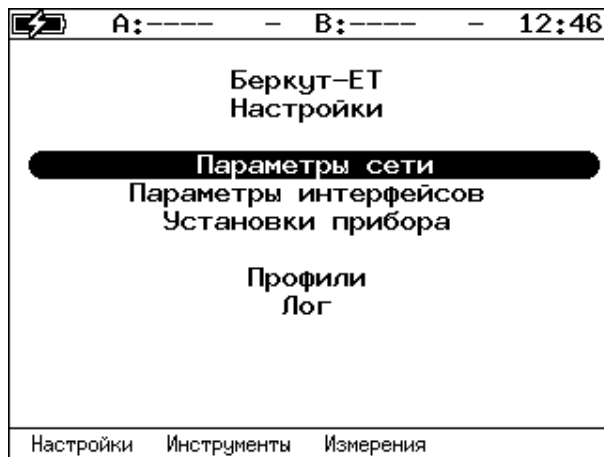 A:---- - B:---- - 12:46
Беркут-ET
Настройки
Параметры сети
Параметры интерфейсов
Установки прибора
Профили
Лог
Настройки Инструменты Измерения